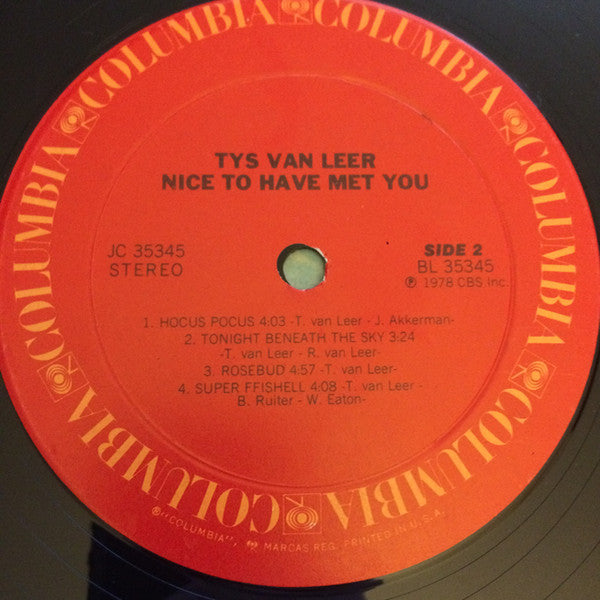 COLUMBIA COLUMBIA COLUMBIA COLUMBIA COLUMBIA COLUMBIA
TYS VAN LEER
NICE TO HAVE MET YOU
JC 35345
STEREO
SIDE 2
BL 35345
℗ 1978 CBS Inc.
1. HOCUS POCUS 4:03 -T. van Leer - J. Akkerman-
2. TONIGHT BENEATH THE SKY 3:24
-T. van Leer - R. van Leer-
3. ROSEBUD 4:57 -T. van Leer-
4. SUPER FFISHELL 4:08 -T. van Leer -
B. Ruiter - W. Eaton-
®"COLUMBIA", MARCAS REG. PRINTED IN U.S.A.